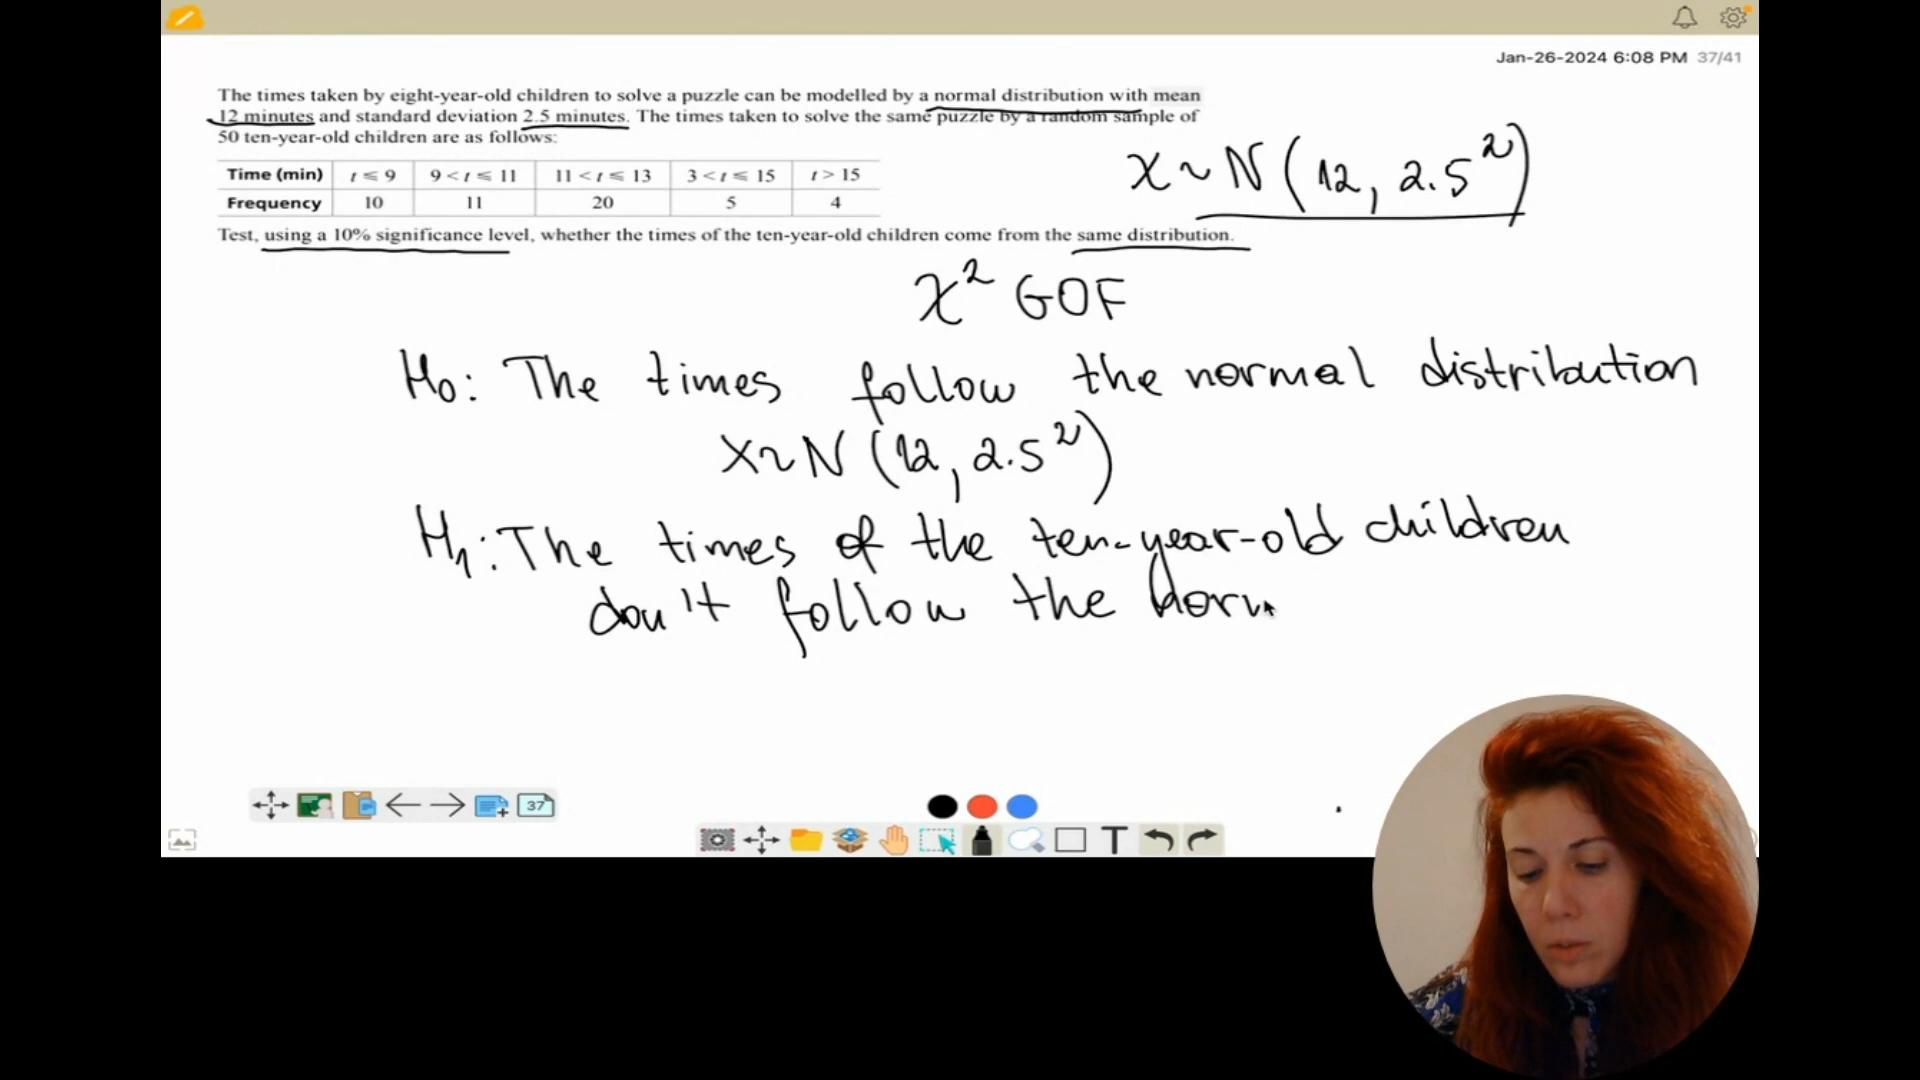 Jan-26-2024 6:08 PM 37/41
The times taken by eight-year-old children to solve a puzzle can be modelled by a normal distribution with mean
12 minutes and standard deviation 2.5 minutes. The times taken to solve the same puzzle by a random sample of
50 ten-year-old children are as follows:
Time (min) t ⩽ 9 9 < t ⩽ 11 11 < t ⩽ 13 3 < t ⩽ 15 t > 15
Frequency 10 11 20 5 4
Test, using a 10% significance level, whether the times of the ten-year-old children come from the same distribution.
X ~ N (12, 2.5²)
χ² GOF
H₀: The times follow the normal distribution
X ~ N (12, 2.5²)
H₁: The times of the ten-year-old children
don't follow the norm
37
T